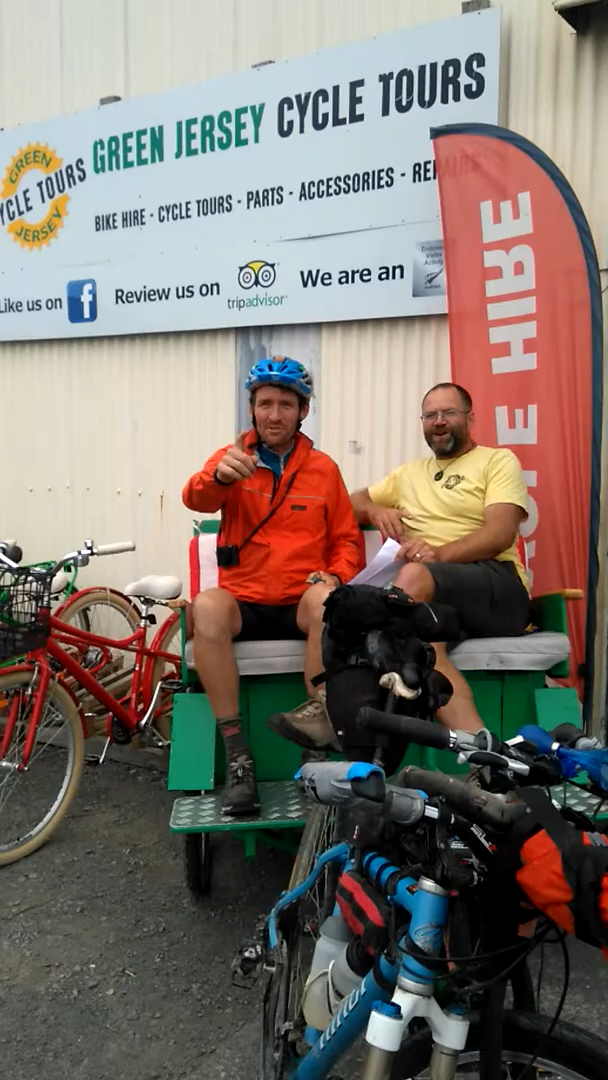 GREEN JERSEY CYCLE TOURS
GREEN
CYCLE TOURS
JERSEY
BIKE HIRE - CYCLE TOURS - PARTS - ACCESSORIES - REPAIRS
Like us on f
Review us on
tripadvisor
We are an
HIRE